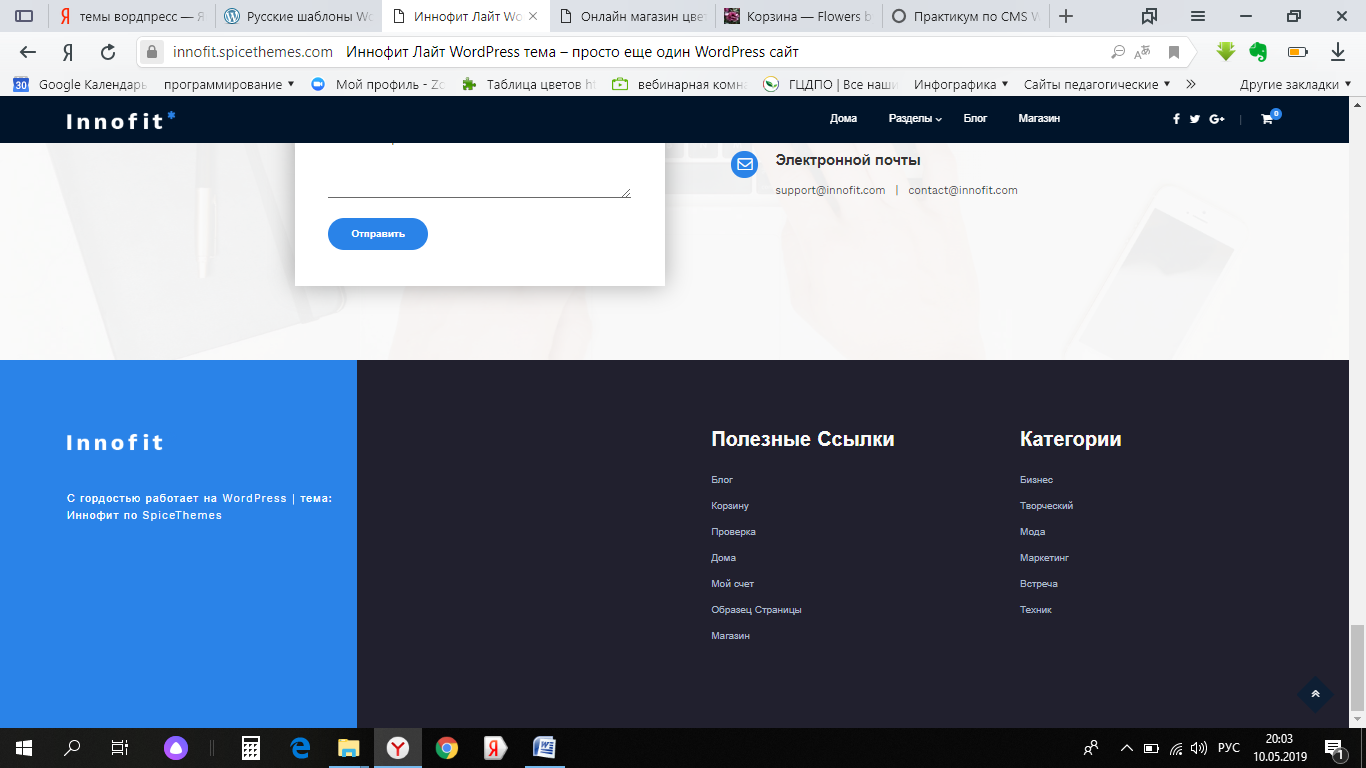 темы вордпресс — Я
Русские шаблоны Wo
Иннофит Лайт Wo
Онлайн магазин цвет
Корзина — Flowers b
Практикум по CMS W
innofit.spicethemes.com Иннофит Лайт WordPress тема – просто еще один WordPress сайт
30 Google Календарь
программирование
Мой профиль - Zo
Таблица цветов ht
вебинарная комна
ГЦДПО | Все наши
Инфографика
Сайты педагогические
»
Другие закладки
Innofit*
Дома
Разделы
Блог
Магазин
0
Электронной почты
support@innofit.com | contact@innofit.com
Отправить
Innofit
С гордостью работает на WordPress | тема:
Иннофит по SpiceThemes
Полезные Ссылки
Блог
Корзину
Проверка
Дома
Мой счет
Образец Страницы
Магазин
Категории
Бизнес
Творческий
Мода
Маркетинг
Встреча
Техник
РУС
20:03
10.05.2019
1